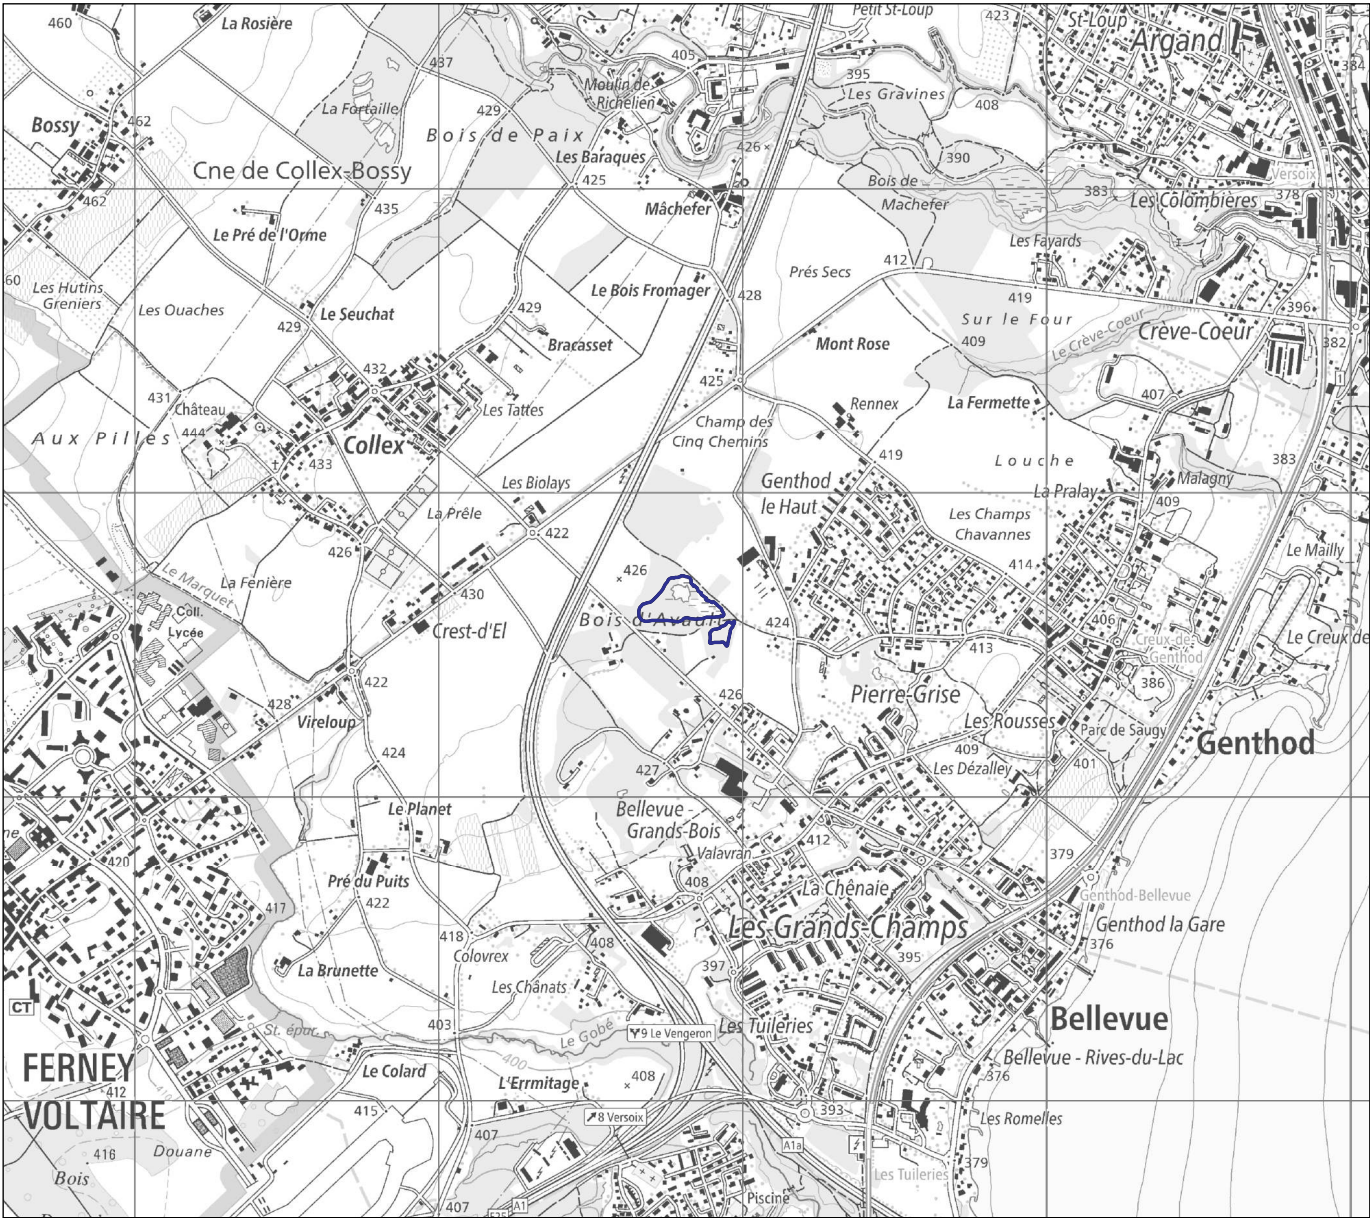 460
La Rosière
Petit St-Loup
423
St-Loup
Argand
384
437
405
395
Moulin de
Richelien
Les Gravines
408
La Fortaille
429
Bossy
462
Bois de Paix
426
390
Les Baraques
Cne de Collex-Bossy
425
Bois de
Machefer
383
Versoix
378
462
435
Mâchefer
Les Colombières
Le Pré de l'Orme
Les Fayards
412
60
Les Hutins
Greniers
Prés Secs
Le Bois Fromager
428
419
Les Ouaches
Le Seuchat
429
429
Sur le Four
396
Le Crève-Coeur
Crève-Coeur
Bracasset
Mont Rose
409
382
432
425
1
431
Château
407
444
Les Tattes
Rennex
La Fermette
Aux Pilles
Champ des
Cinq Chemins
Collex
433
419
Louche
383
Les Biolays
Genthod
le Haut
La Pralay
Malagny
409
La Prêle
Les Champs
Chavannes
422
426
Le Mailly
Le Marquet
La Fenière
426
414
430
Coll.
Lycée
Crest-d'El
Bois d'Avault
424
406
Creux-de-
Genthod
Le Creux de
413
422
426
386
428
Vireloup
Pierre-Grise
Les Rousses
Parc de Saugy
Genthod
424
409
427
Les Dézalley
401
Le Planet
Bellevue -
Grands-Bois
ne
412
420
Valavran
379
Pré du Puits
408
La Chênaie
Genthod-Bellevue
422
417
Les Grands-Champs
Genthod la Gare
418
408
376
Colovrex
395
La Brunette
397
Les Chânats
CT
403
St. épur.
Le Gobé
9 Le Vengeron
Les Tuileries
Bellevue
400
Bellevue - Rives-du-Lac
FERNEY
VOLTAIRE
Le Colard
408
376
412
L'Ermitage
415
8 Versoix
393
Les Romelles
407
A1a
416
Douane
Les Tuileries
379
Bois
Piscine
407
A1